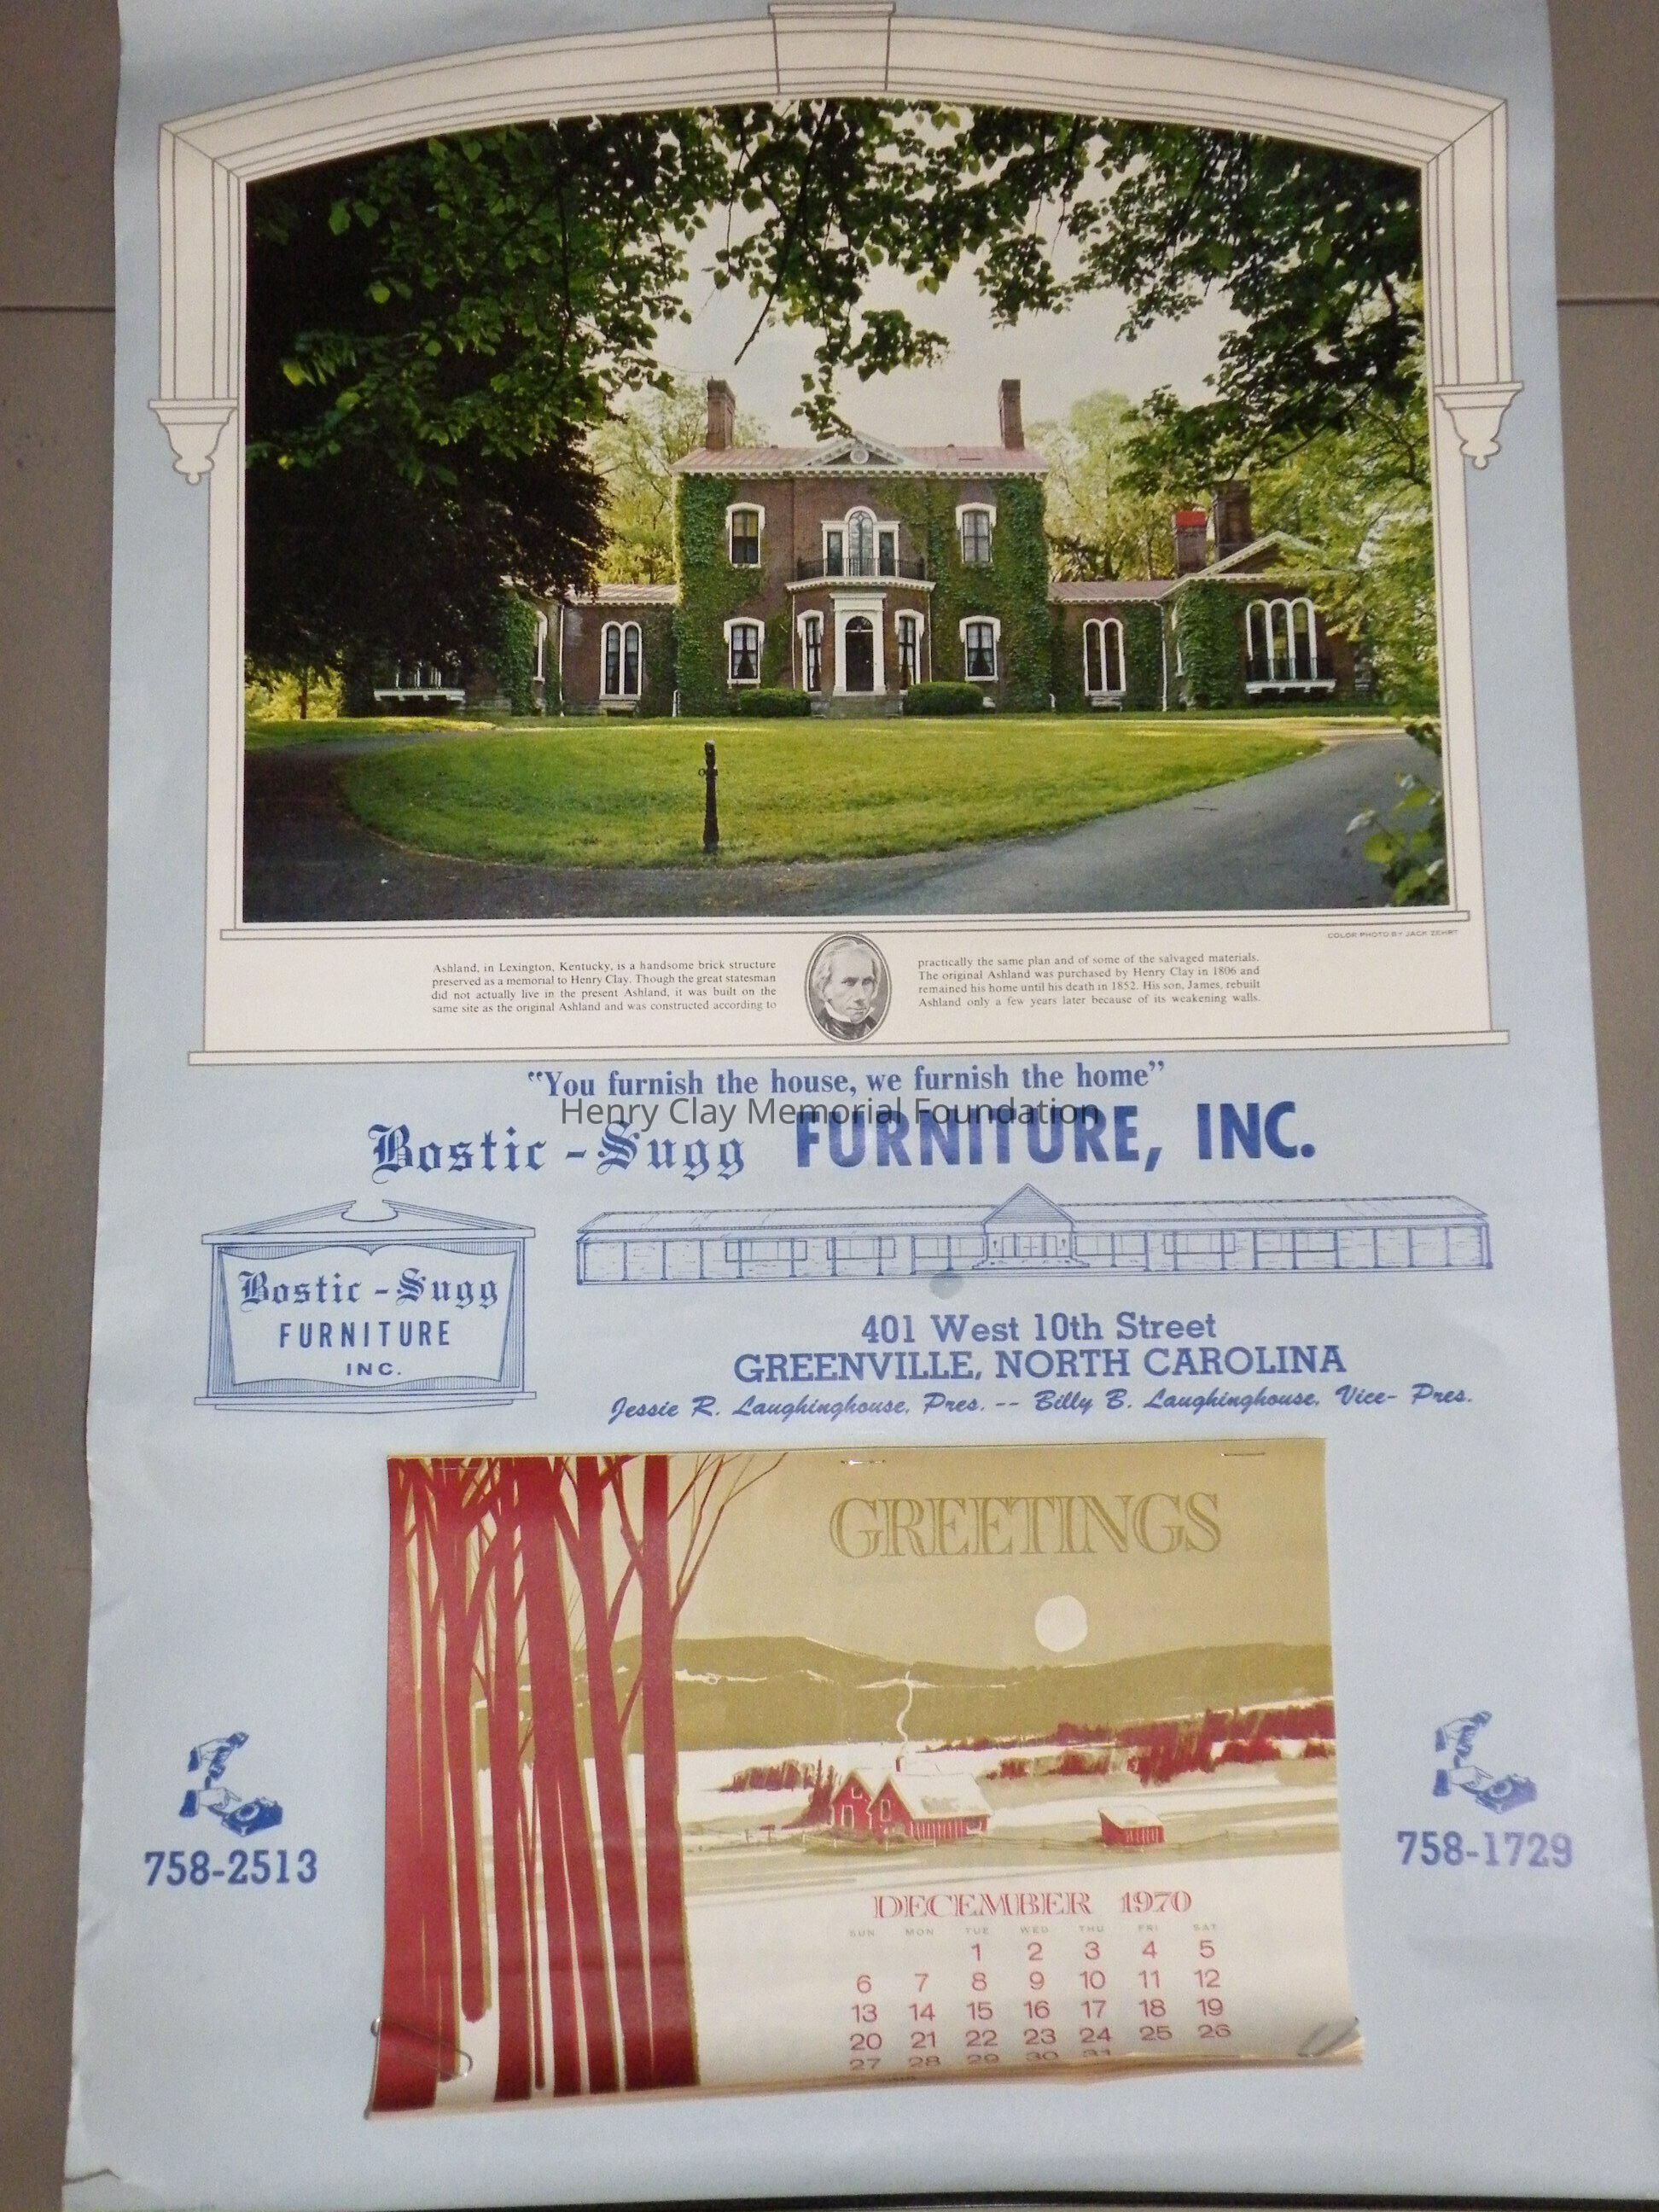 COLOR PHOTO BY JACK ZEHRT
Ashland, in Lexington, Kentucky, is a handsome brick structure
preserved as a memorial to Henry Clay. Though the great statesman
did not actually live in the present Ashland, it was built on the
same site as the original Ashland and was constructed according to
practically the same plan and of some of the salvaged materials.
The original Ashland was purchased by Henry Clay in 1806 and
remained his home until his death in 1852. His son, James, rebuilt
Ashland only a few years later because of its weakening walls.
"You furnish the house, we furnish the home"
Henry Clay Memorial Foundation
Bostic-Sugg FURNITURE, INC.
Bostic-Sugg
FURNITURE
INC.
401 West 10th Street
GREENVILLE, NORTH CAROLINA
Jessie R. Laughinghouse, Pres. -- Billy B. Laughinghouse, Vice- Pres.
GREETINGS
758-2513
758-1729
DECEMBER 1970
SUN MON TUE WED THU FRI SAT
1 2 3 4 5
6 7 8 9 10 11 12
13 14 15 16 17 18 19
20 21 22 23 24 25 26
27 28 29 30 31